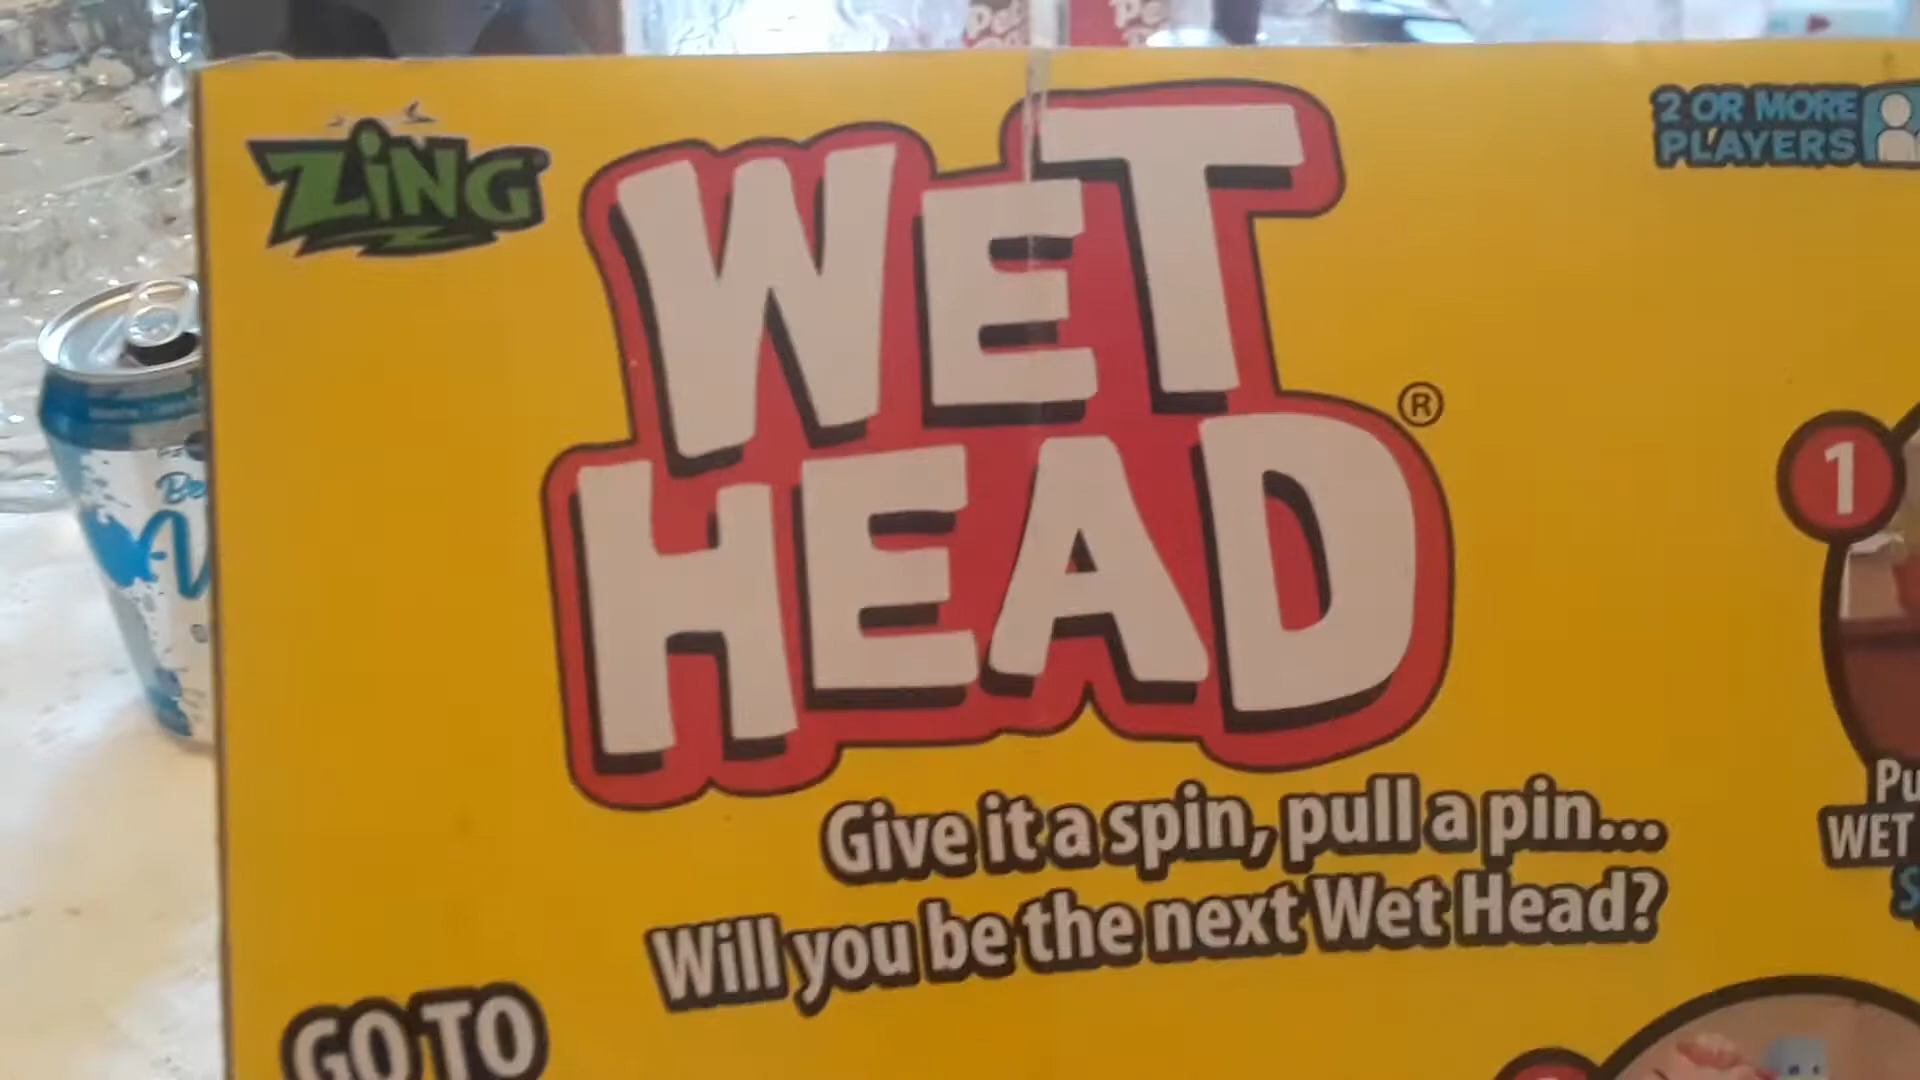 ZiNG
WET
HEAD®
2 OR MORE
PLAYERS
1
Give it a spin, pull a pin...
Will you be the next Wet Head?
WET
GO TO